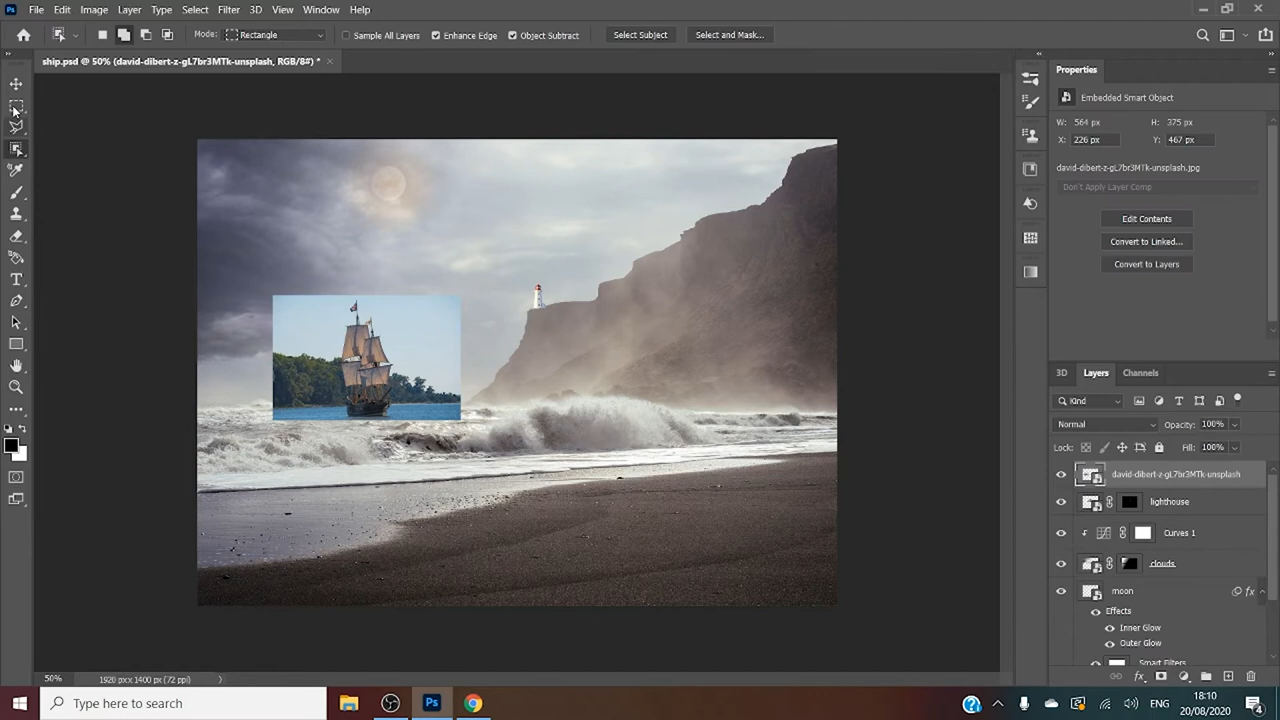 Ps File Edit Image Layer Type Select Filter 3D View Window Help
Mode: Rectangle Sample All Layers Enhance Edge Object Subtract Select Subject Select and Mask...
ship.psd @ 50% (david-dibert-z-gL7br3MTk-unsplash, RGB/8#) *
Properties
Embedded Smart Object
W: 564 px H: 375 px
X: 226 px Y: 467 px
david-dibert-z-gL7br3MTk-unsplash.jpg
Don't Apply Layer Comp
Edit Contents
Convert to Linked...
Convert to Layers
3D Layers Channels
Kind
Normal Opacity: 100%
Lock: Fill: 100%
david-dibert-z-gL7br3MTk-unsplash
lighthouse
Curves 1
clouds
moon fx
Effects
Inner Glow
Outer Glow
Smart Filters
50% 1920 px x 1400 px (72 ppi)
fx
Type here to search
Ps
ENG
18:10
20/08/2020
4